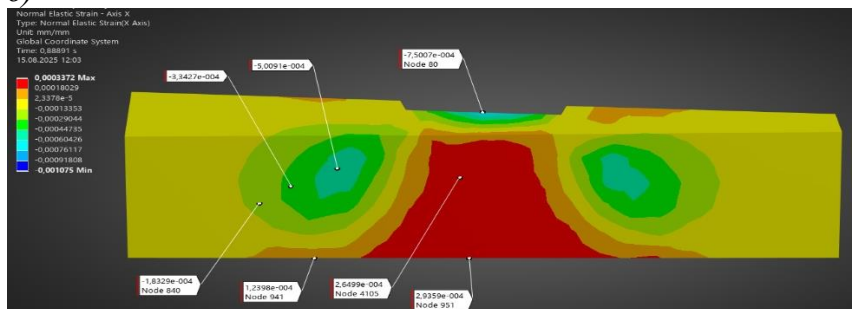 Normal Elastic Strain - Axis X
Type: Normal Elastic Strain(X Axis)
Unit: mm/mm
Global Coordinate System
Time: 0,88891 s
15.08.2025 12:03
0,0003372 Max
0,00018029
2,3378e-5
-0,00013353
-0,00029044
-0,00044735
-0,00060426
-0,00076117
-0,00091808
-0,001075 Min
-3,3427e-004
-5,0091e-004
-7,5007e-004
Node 80
-1,8329e-004
Node 840
1,2398e-004
Node 941
2,6499e-004
Node 4105
2,9359e-004
Node 951